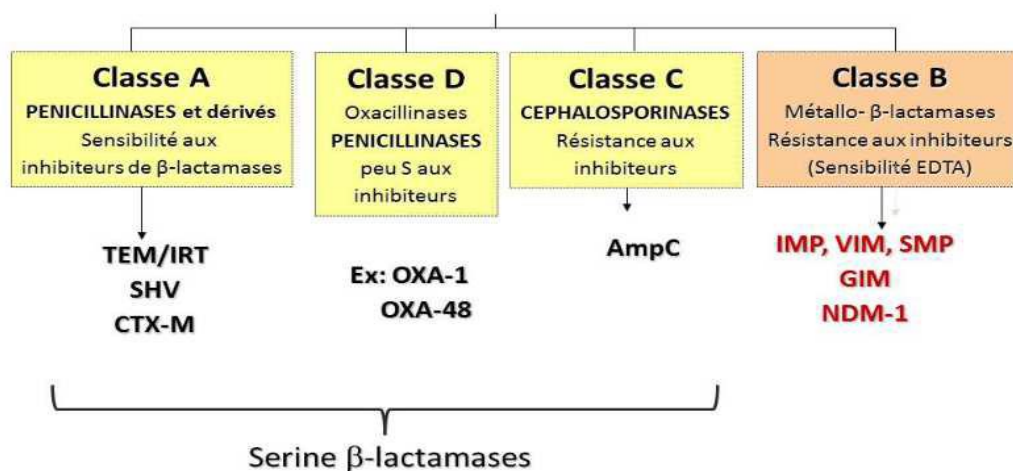 Classe A
PENICILLINASES et dérivés
Sensibilité aux
inhibiteurs de β-lactamases
TEM/IRT
SHV
CTX-M
Classe D
Oxacillinases
PENICILLINASES
peu S aux
inhibiteurs
Ex: OXA-1
OXA-48
Classe C
CEPHALOSPORINASES
Résistance aux
inhibiteurs
AmpC
Classe B
Métallo- β-lactamases
Résistance aux inhibiteurs
(Sensibilité EDTA)
IMP, VIM, SMP
GIM
NDM-1
Serine β-lactamases